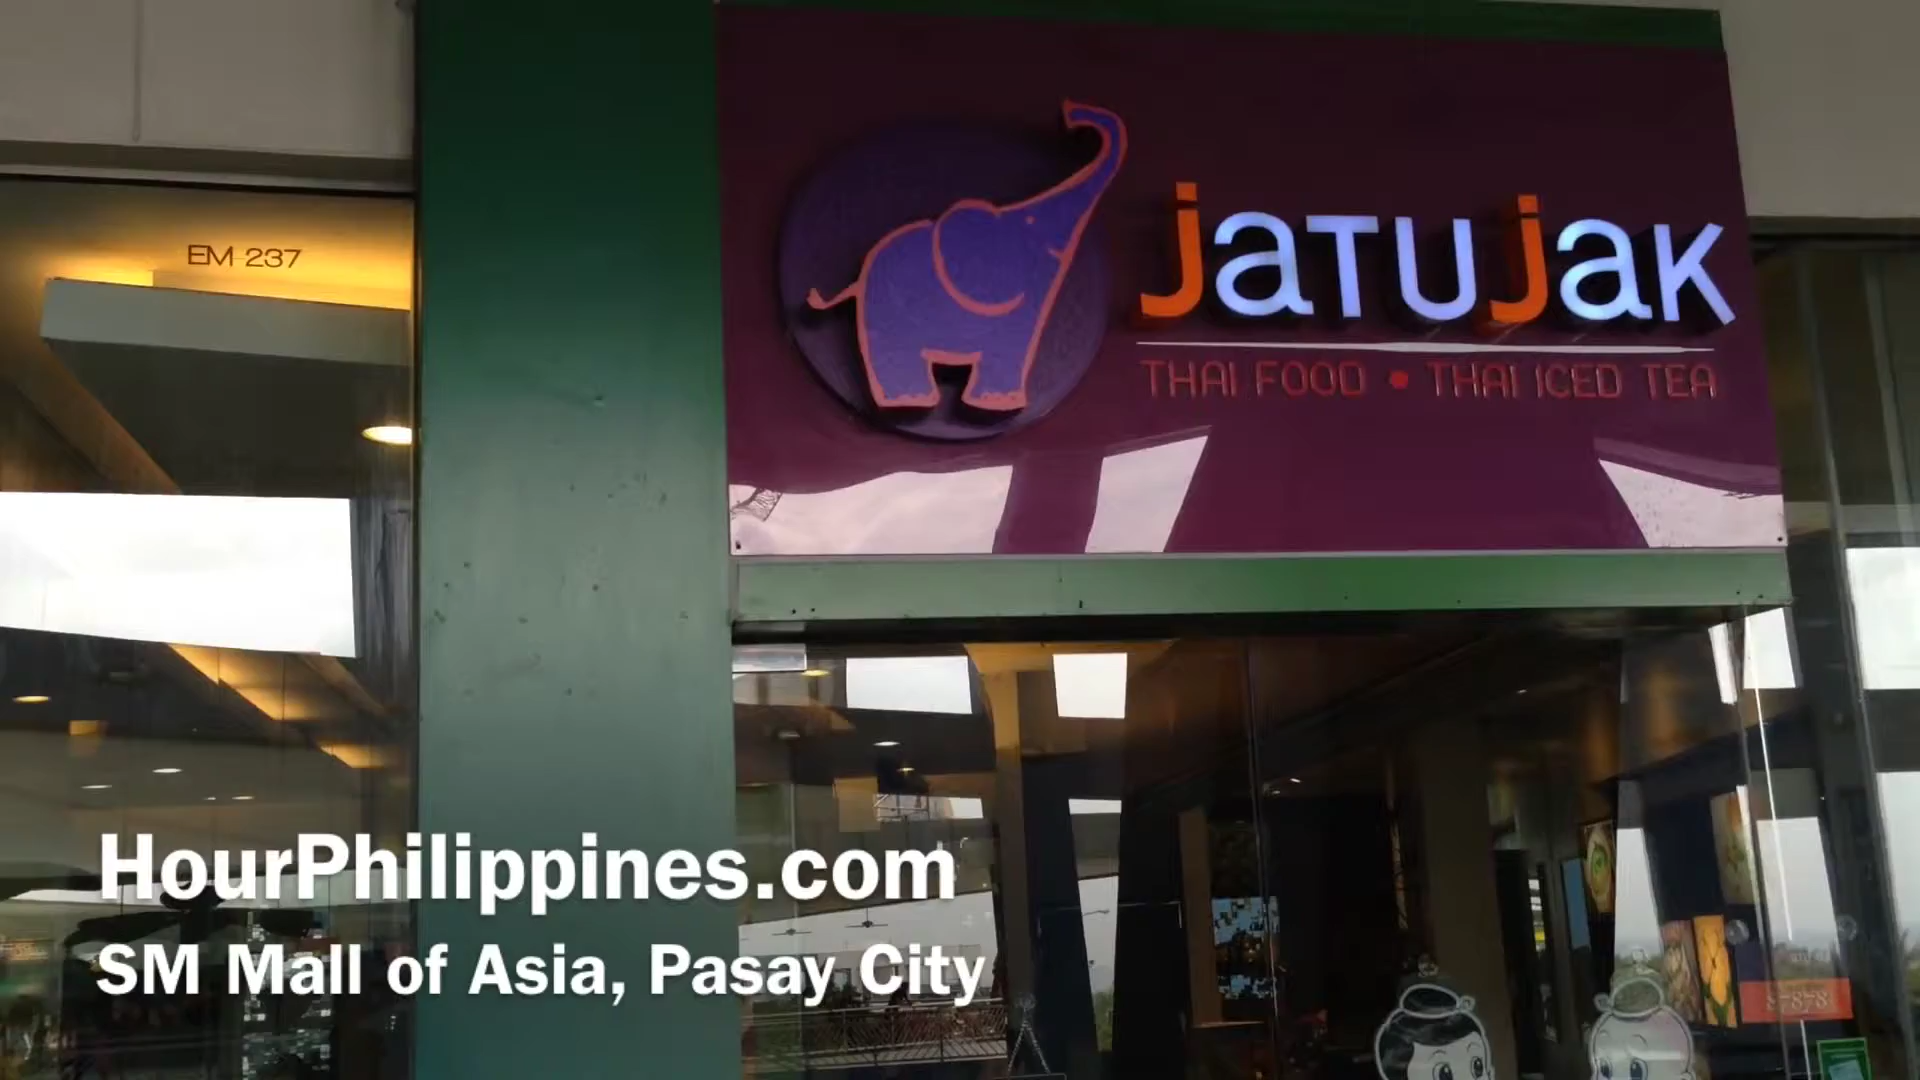 EM 237
jaTUjaK
THAI FOOD • THAI ICED TEA
HourPhilippines.com
SM Mall of Asia, Pasay City